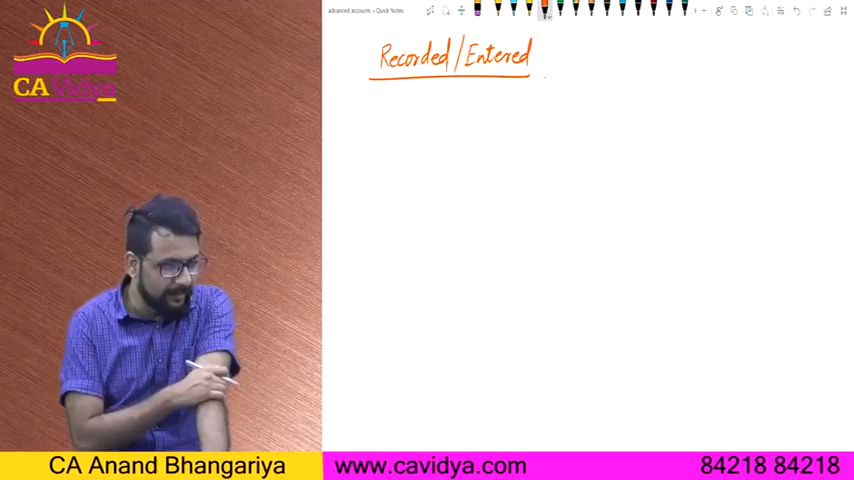 advanced accounts » Quick Notes
Recorded/Entered
CA Vidya
CA Anand Bhangariya
www.cavidya.com
84218 84218